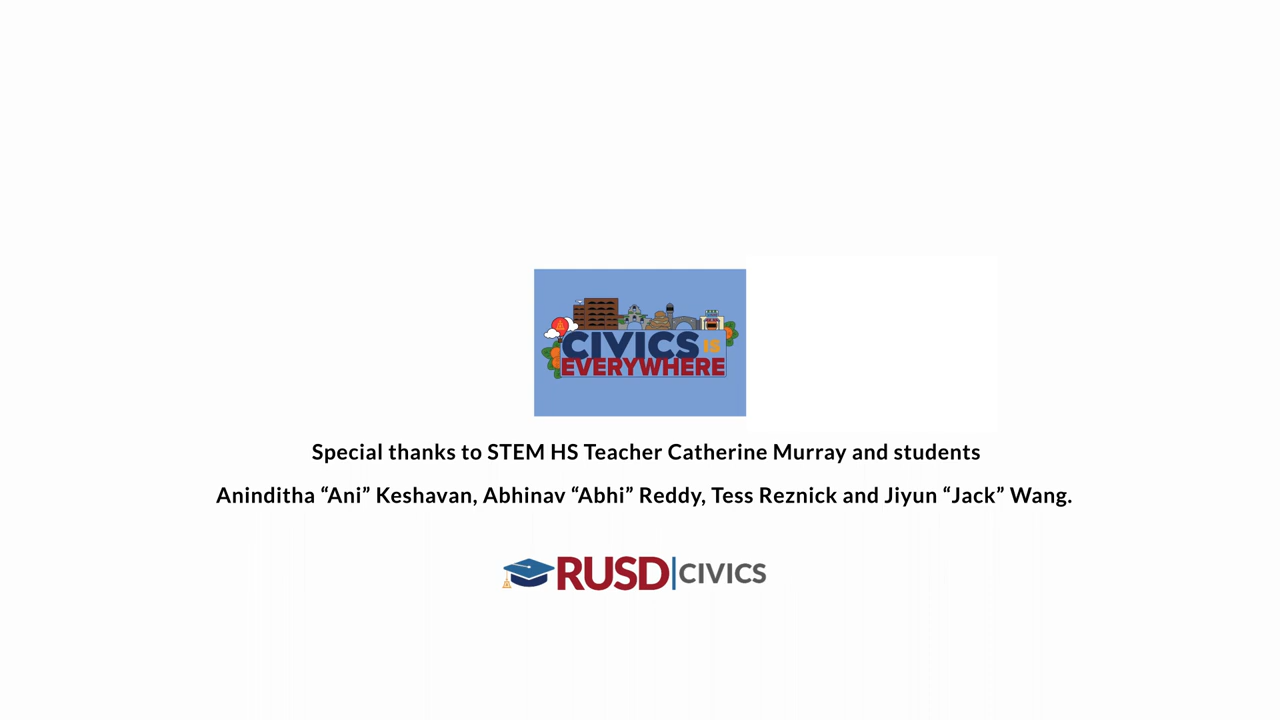 CIVICS IS
EVERYWHERE
Special thanks to STEM HS Teacher Catherine Murray and students
Aninditha “Ani” Keshavan, Abhinav “Abhi” Reddy, Tess Reznick and Jiyun “Jack” Wang.
RUSD|CIVICS